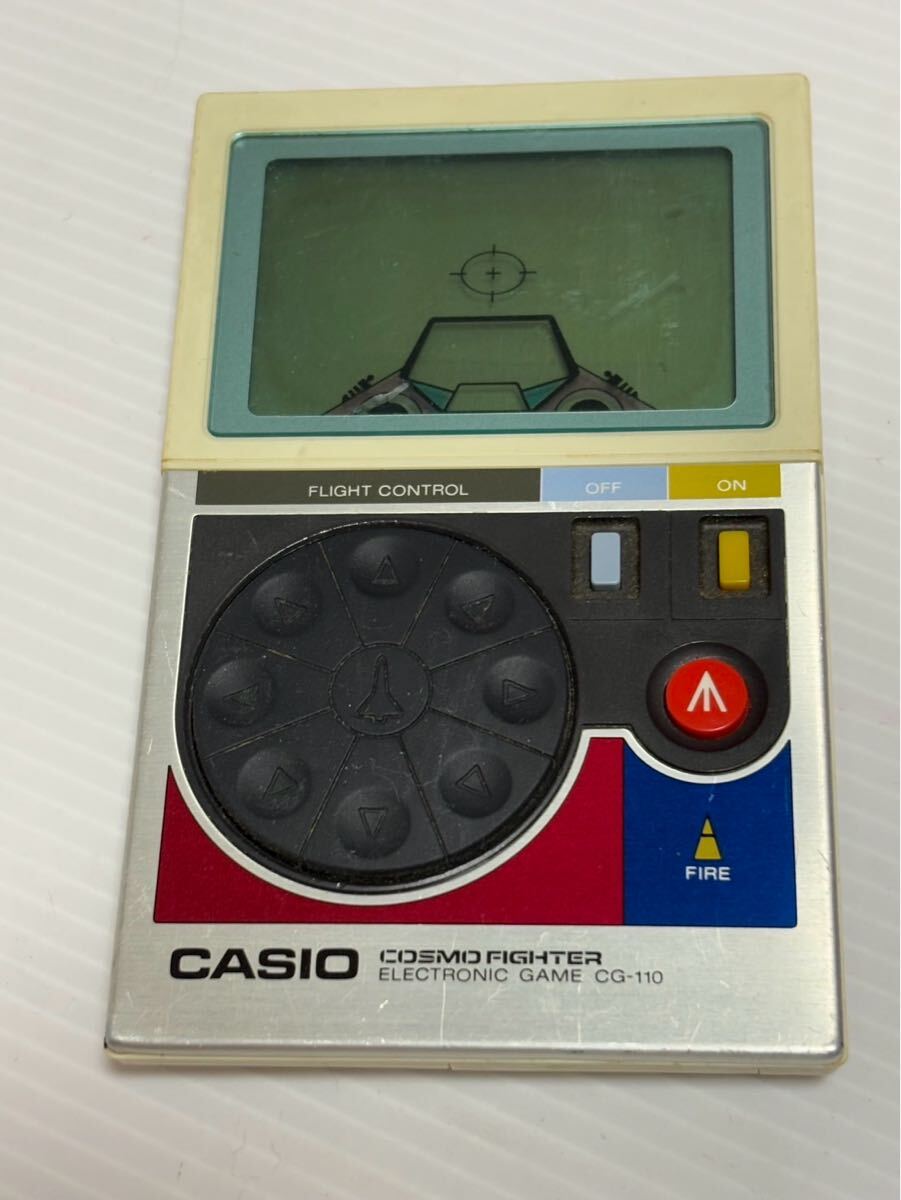 FLIGHT CONTROL OFF ON
FIRE
CASIO COSMO FIGHTER
ELECTRONIC GAME CG-110